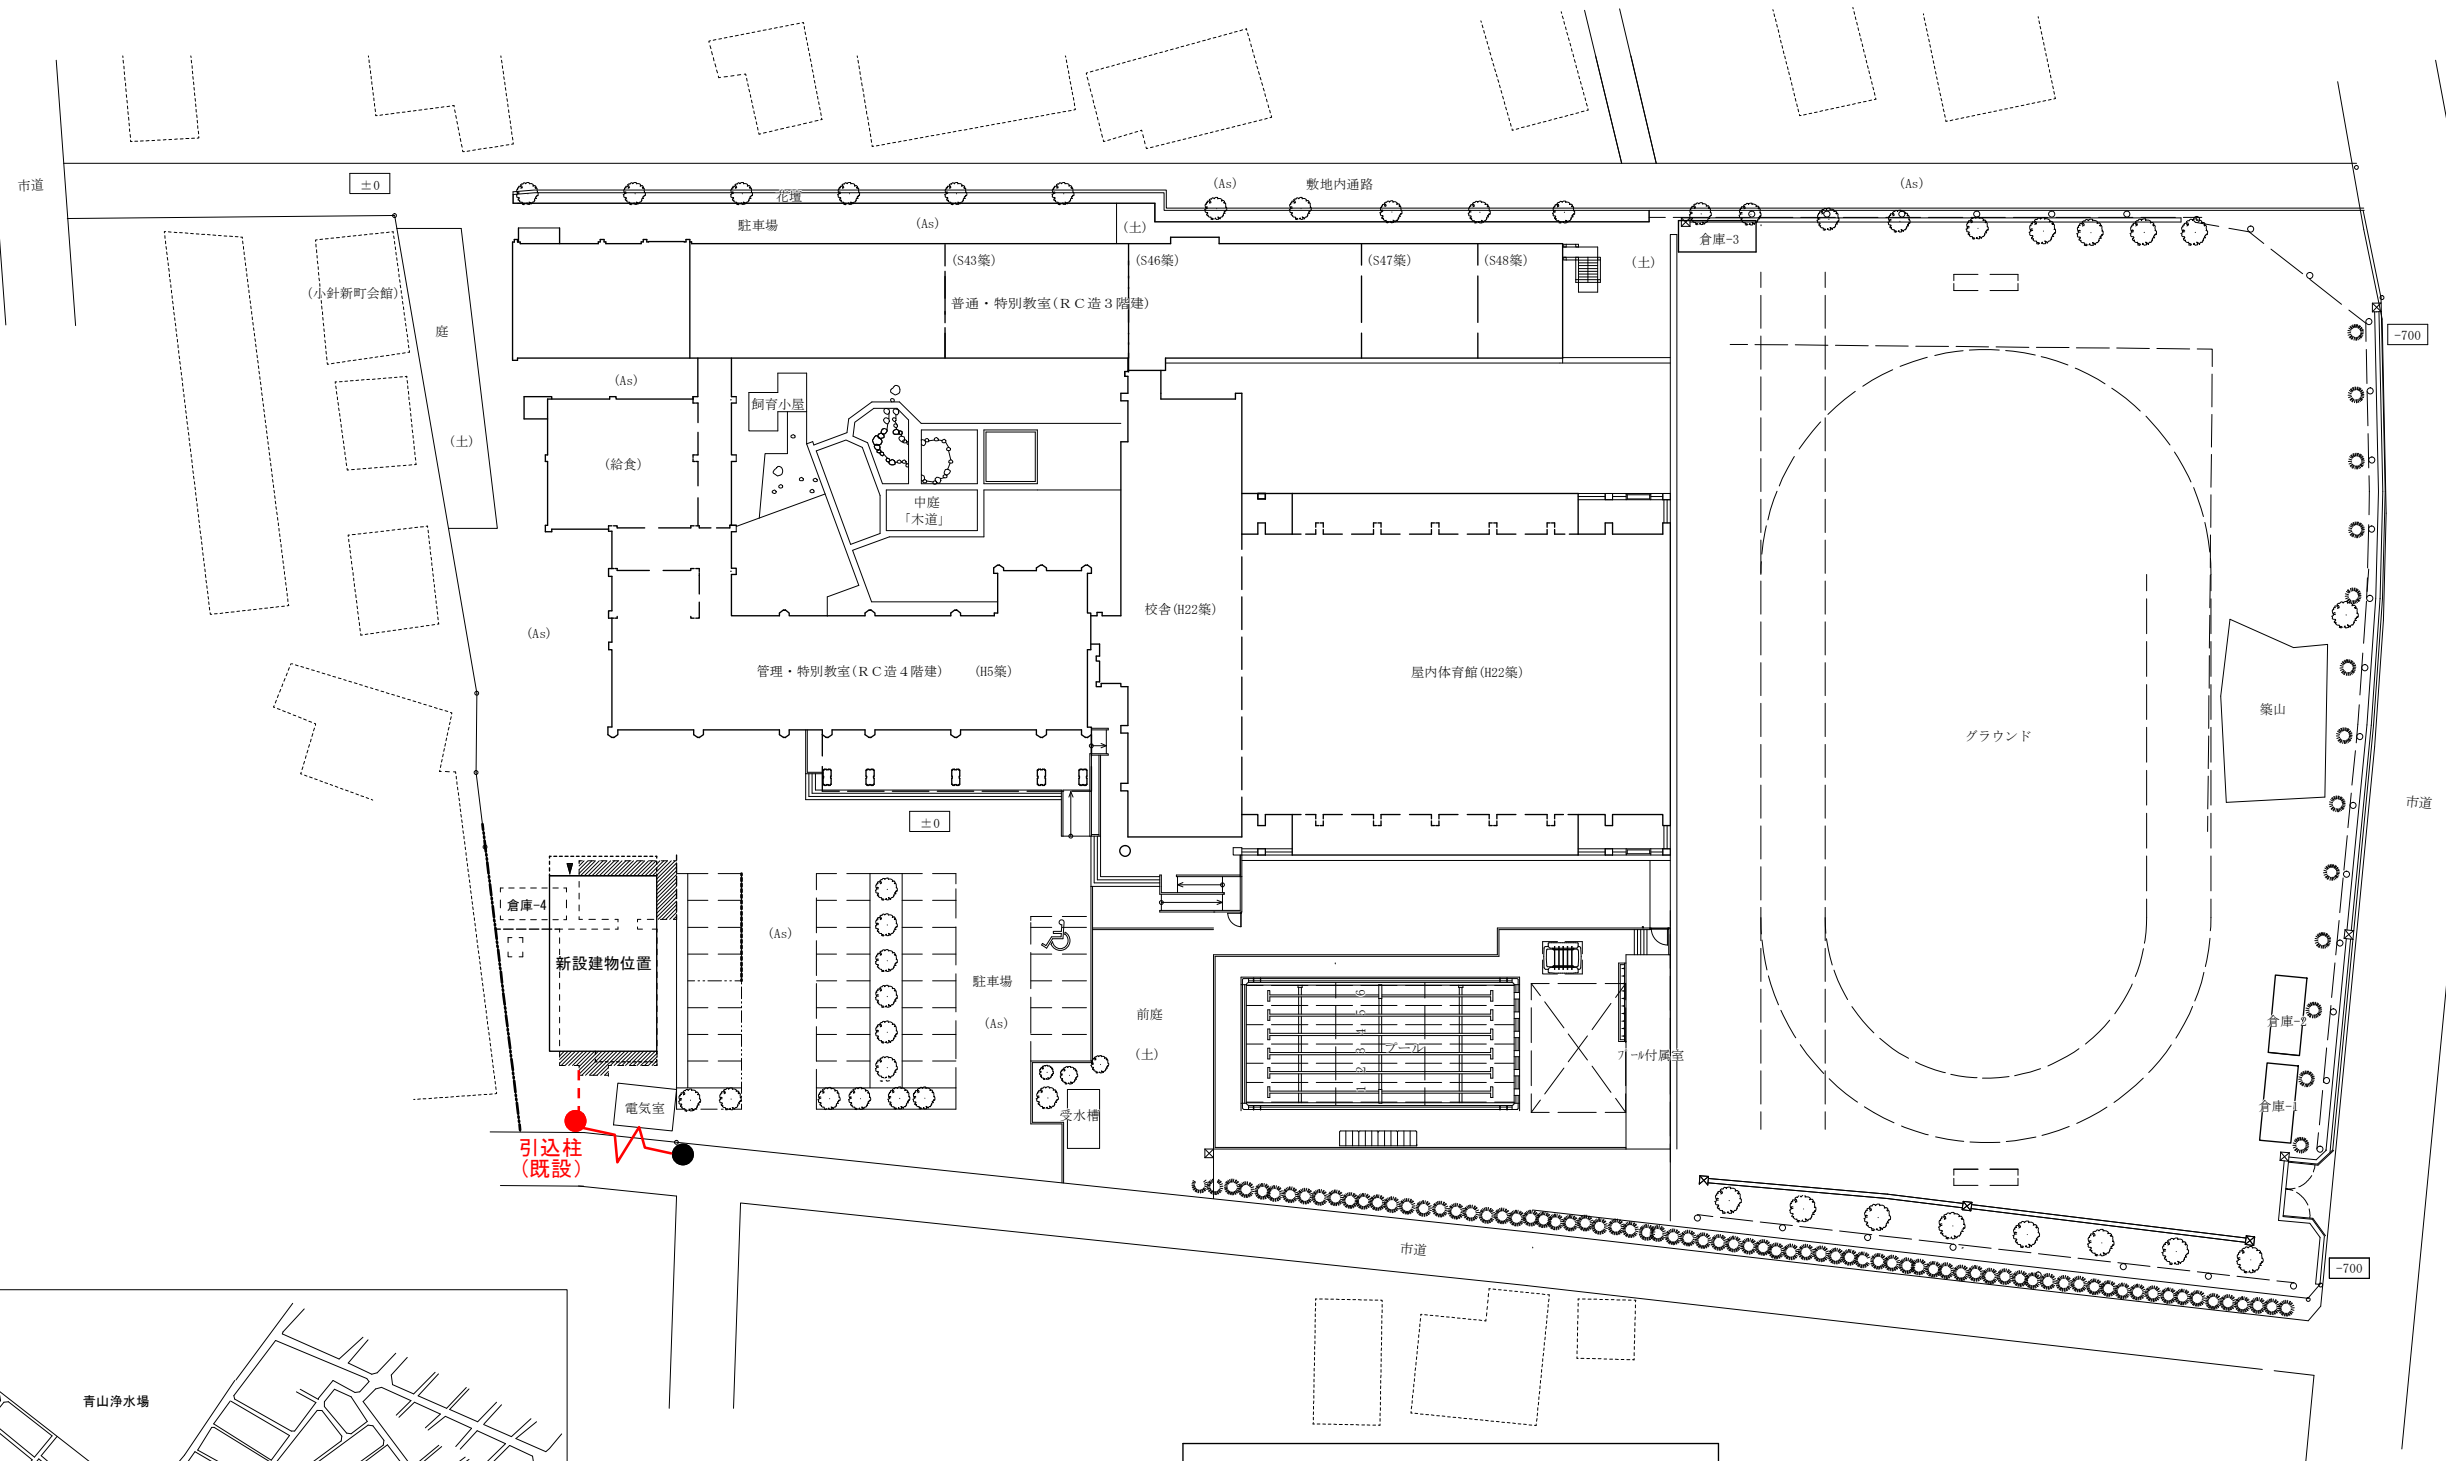 市道
±0
花壇
(As)
敷地内通路
(As)
駐車場
(As)
(土)
倉庫-3
(S43築)
(S46築)
(S47築)
(S48築)
(土)
(小針新町会館)
普通・特別教室(ＲＣ造３階建)
庭
-700
(As)
飼育小屋
(土)
(給食)
中庭
「木道」
校舎(H22築)
(As)
管理・特別教室(ＲＣ造４階建)
(H5築)
屋内体育館(H22築)
築山
グラウンド
市道
±0
倉庫-4
(As)
新設建物位置
駐車場
(As)
前庭
(土)
6
5
4
3
2
1
プール
プール付属室
倉庫-2
倉庫-1
電気室
受水槽
引込柱
(既設)
市道
-700
青山浄水場